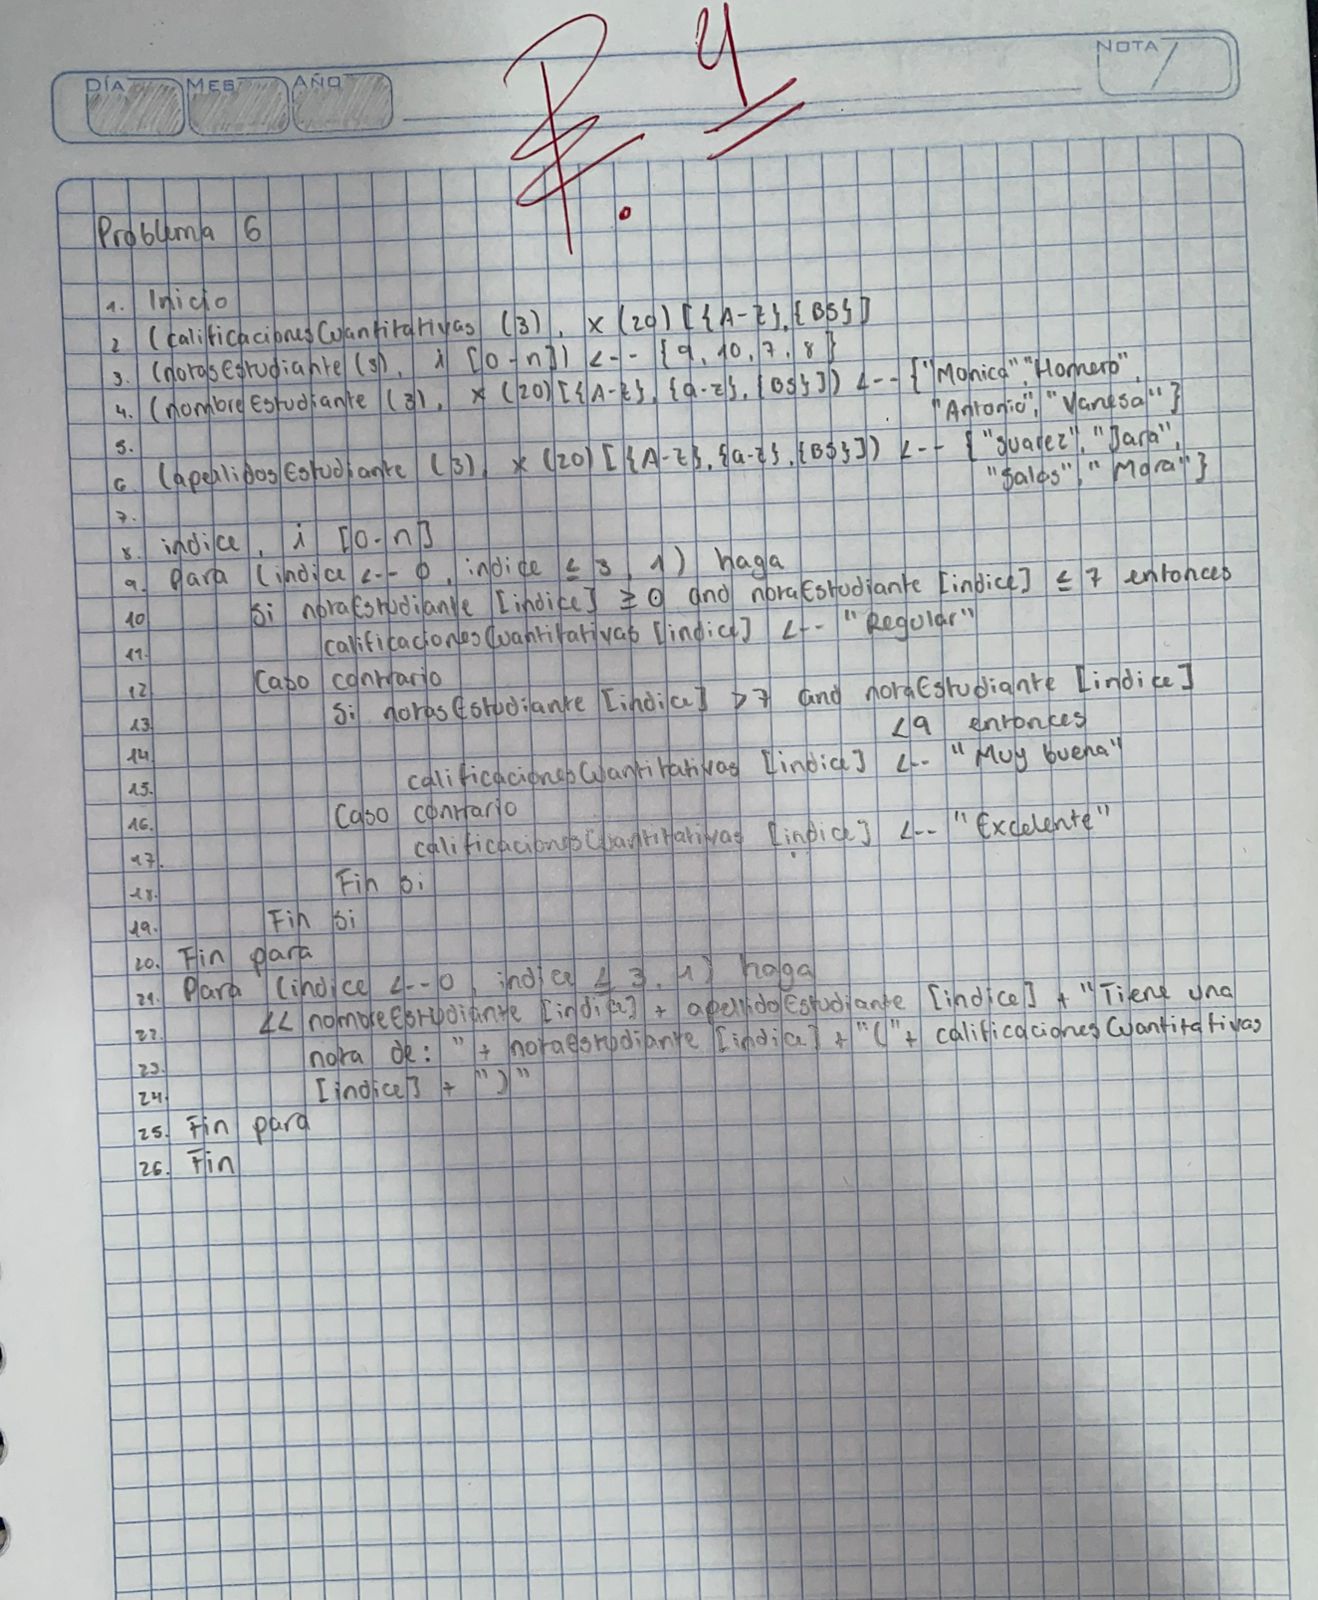 DÍA MES AÑO NOTA
4
Problema 6
1. Inicio
2 (calificacionesCuantitativas (3), x (20) [{A-z},{BS}]
3. (notasEstudiante (3), i [0-n]) <-- {9, 10, 7, 8}
4. (nombreEstudiante (3), x (20) [{A-z}, {a-z}, {BS}]) <-- {"Monica","Homero",
5. "Antonio", "Vanesa"}
6 (apellidosEstudiante (3), x (20) [{A-z}, {a-z}, {BS}]) <-- {"Suarez", "Jara",
7. "Salas", "Mora"}
8. indice, i [0-n]
9. Para (indice <-- 0, indice ≤ 3, 1) haga
10 Si notaEstudiante [indice] ≥ 0 and notaEstudiante [indice] ≤ 7 entonces
11. calificacionesCuantitativas [indice] <-- "Regular"
12 Caso contrario
13. Si notasEstudiante [indice] > 7 and notaEstudiante [indice]
14. < 9 entonces
15. calificacionesCuantitativas [indice] <-- "Muy buena"
16. Caso contrario
17. calificacionesCuantitativas [indice] <-- "Excelente"
18. Fin si
19. Fin si
20. Fin para
21. Para (indice <-- 0, indice ≤ 3, 1) haga
22. << nombreEstudiante [indice] + apellidoEstudiante [indice] + "Tiene una
23. nota de: " + notaestudiante [indice] + "(" + calificacionesCuantitativas
24. [indice] + ")"
25. Fin para
26. Fin